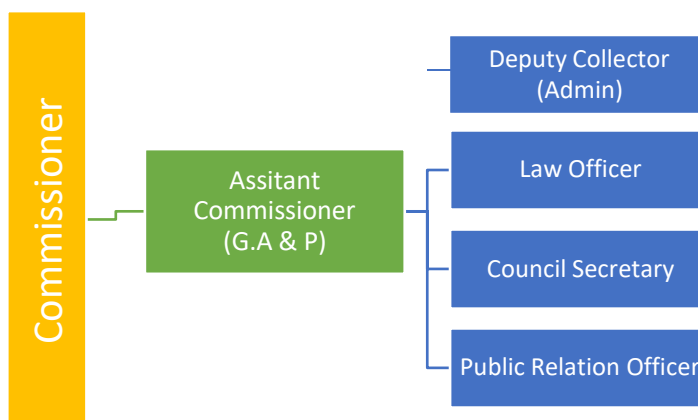 Commissioner
Assitant
Commissioner
(G.A & P)
Deputy Collector
(Admin)
Law Officer
Council Secretary
Public Relation Officer